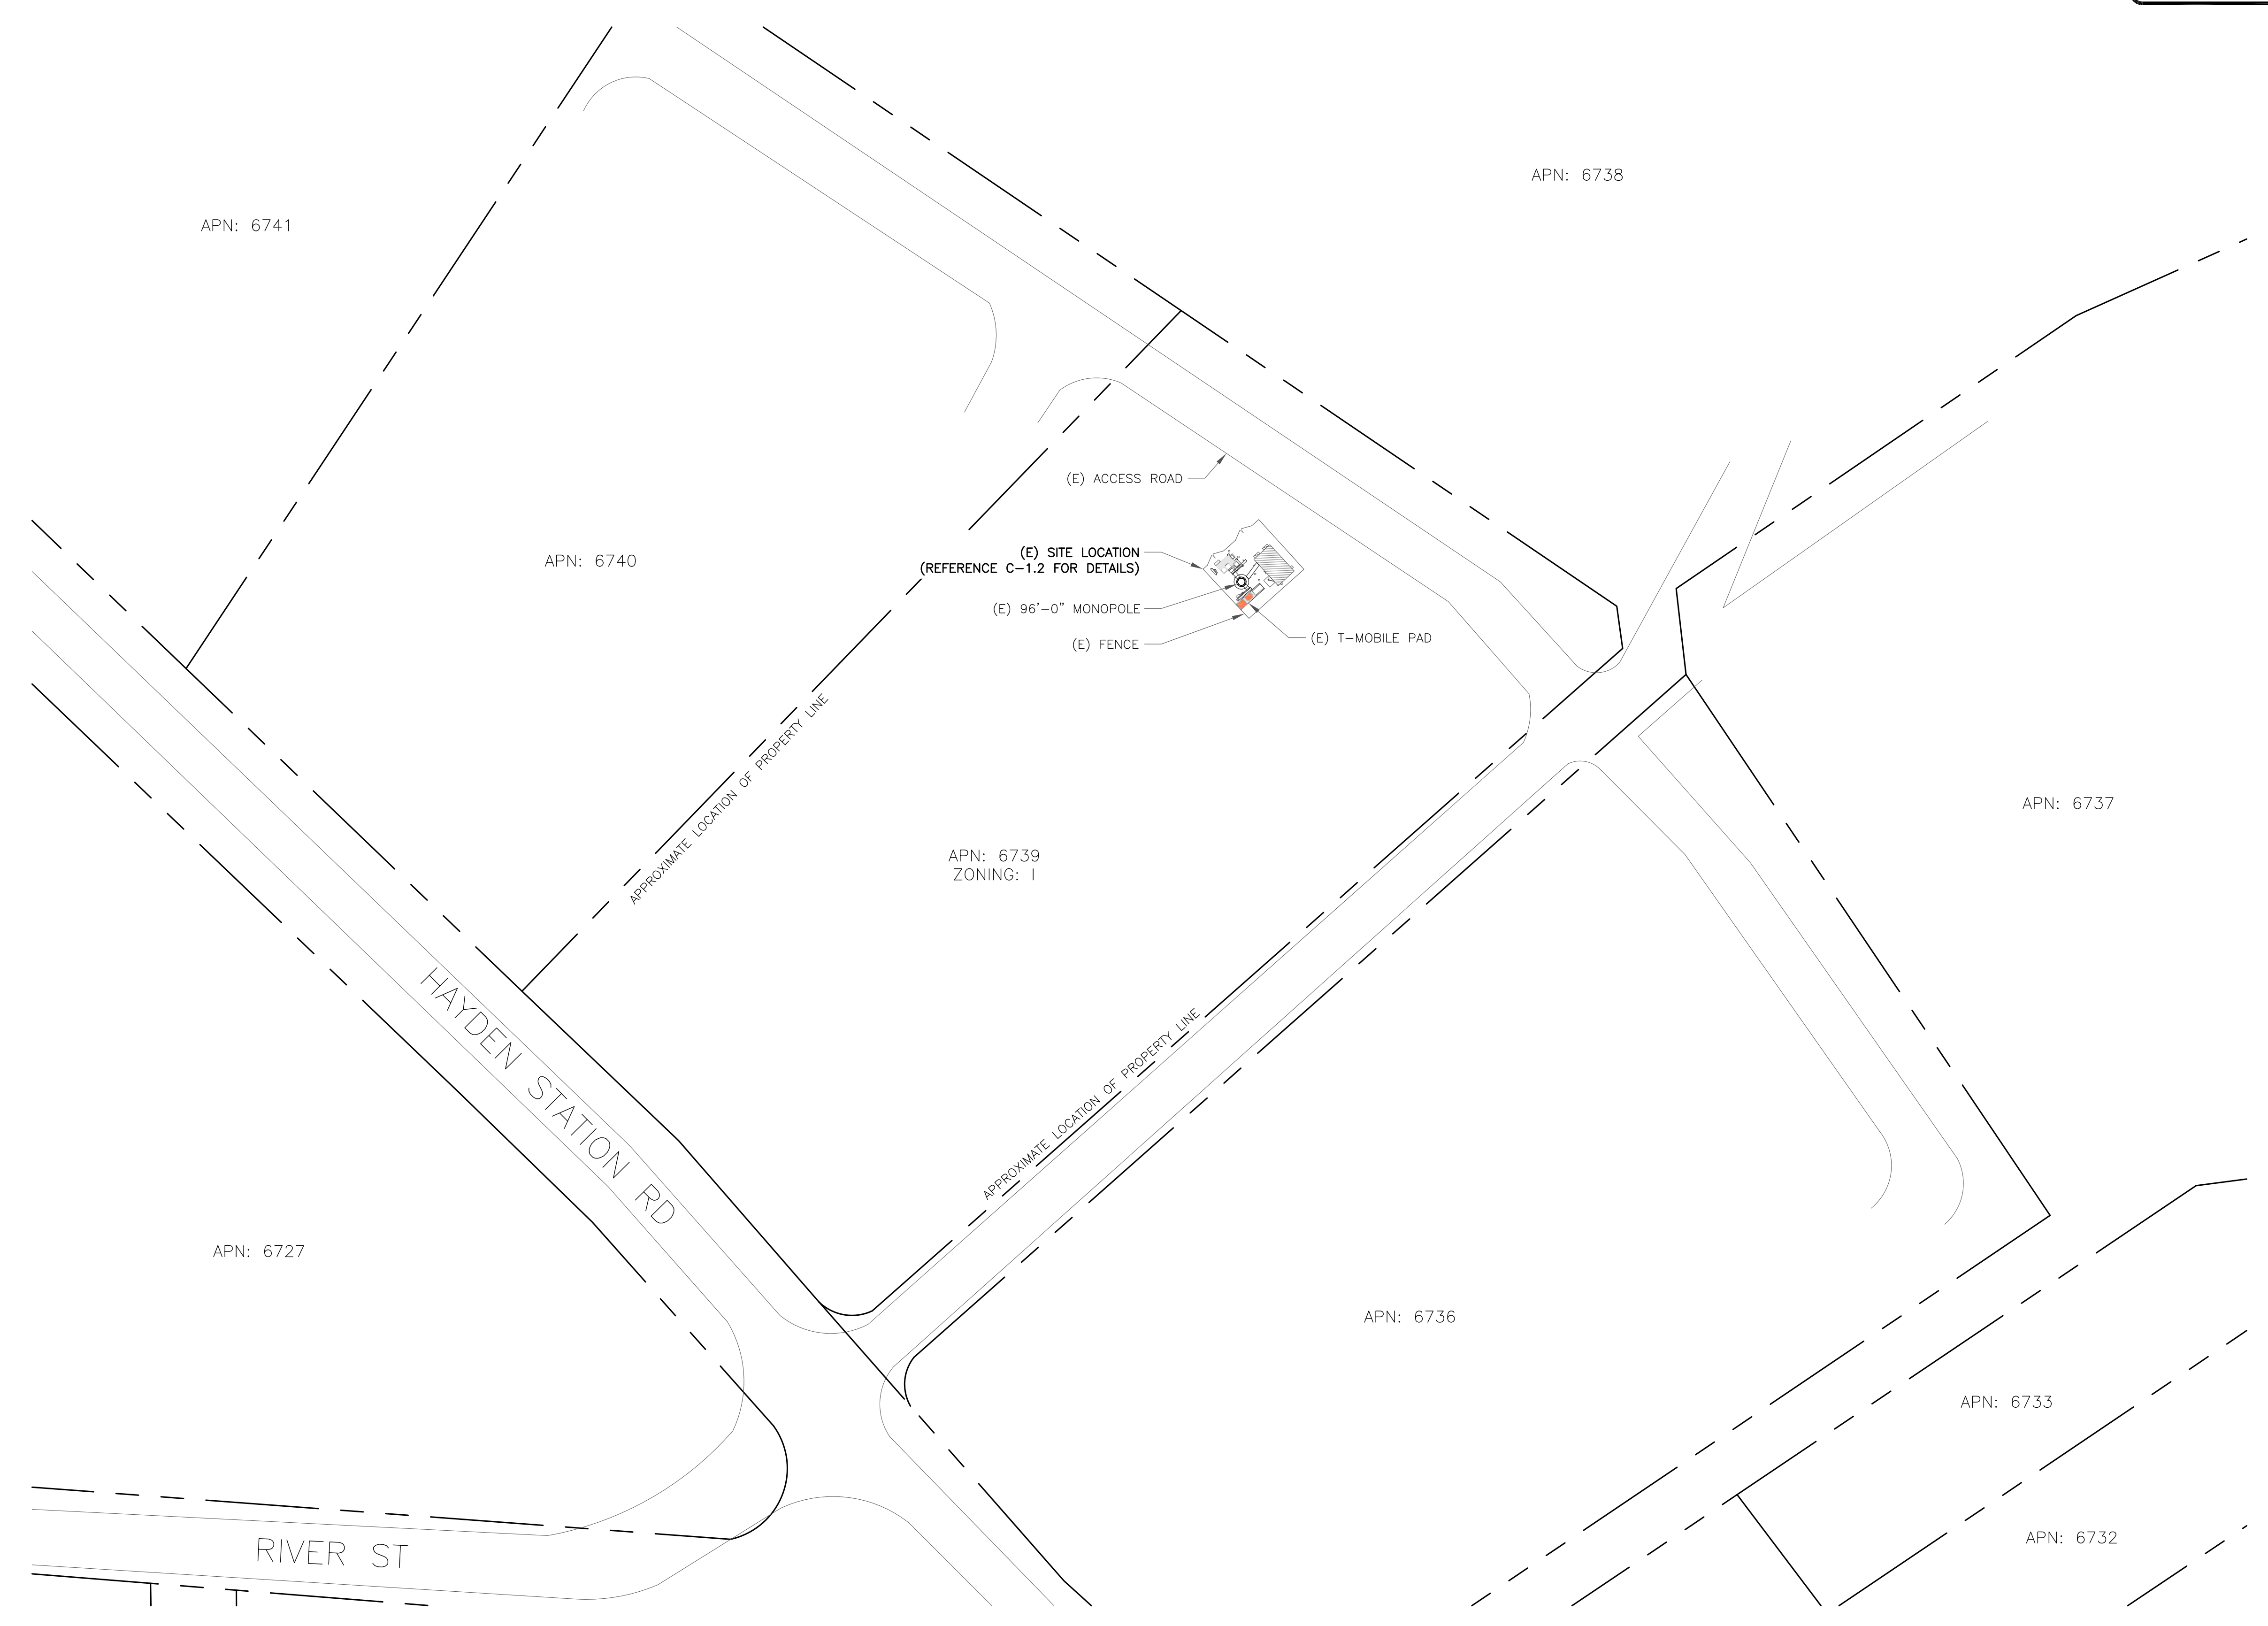 APN: 6738
APN: 6741
(E) ACCESS ROAD
(E) SITE LOCATION
(REFERENCE C-1.2 FOR DETAILS)
APN: 6740
(E) 96'-0" MONOPOLE
(E) T-MOBILE PAD
(E) FENCE
APPROXIMATE LOCATION OF PROPERTY LINE
APN: 6737
APN: 6739
ZONING: I
HAYDEN STATION RD
APPROXIMATE LOCATION OF PROPERTY LINE
APN: 6727
APN: 6736
APN: 6733
APN: 6732
RIVER ST